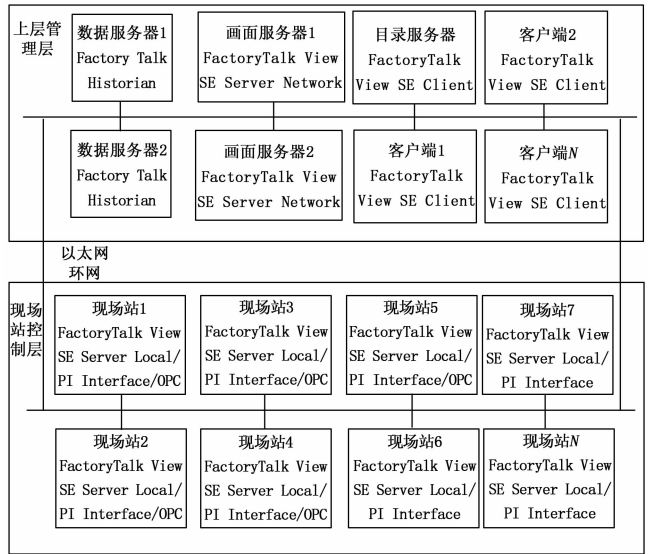 上层管
理层
数据服务器1
Factory Talk
Historian
画面服务器1
FactoryTalk View
SE Server Network
目录服务器
FactoryTalk
View SE Client
客户端2
FactoryTalk
View SE Client
数据服务器2
Factory Talk
Historian
画面服务器2
FactoryTalk View
SE Server Network
客户端1
FactoryTalk
View SE Client
客户端N
FactoryTalk
View SE Client
以太网
环网
现场
站控
制层
现场站1
FactoryTalk View
SE Server Local/
PI Interface/OPC
现场站3
FactoryTalk View
SE Server Local/
PI Interface/OPC
现场站5
FactoryTalk View
SE Server Local/
PI Interface/OPC
现场站7
FactoryTalk View
SE Server Local/
PI Interface
现场站2
FactoryTalk View
SE Server Local/
PI Interface/OPC
现场站4
FactoryTalk View
SE Server Local/
PI Interface/OPC
现场站6
FactoryTalk View
SE Server Local/
PI Interface
现场站N
FactoryTalk View
SE Server Local/
PI Interface